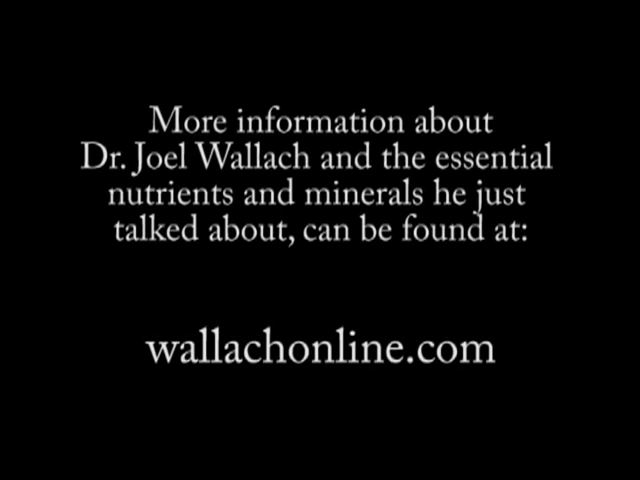 More information about
Dr. Joel Wallach and the essential
nutrients and minerals he just
talked about, can be found at:
wallachonline.com